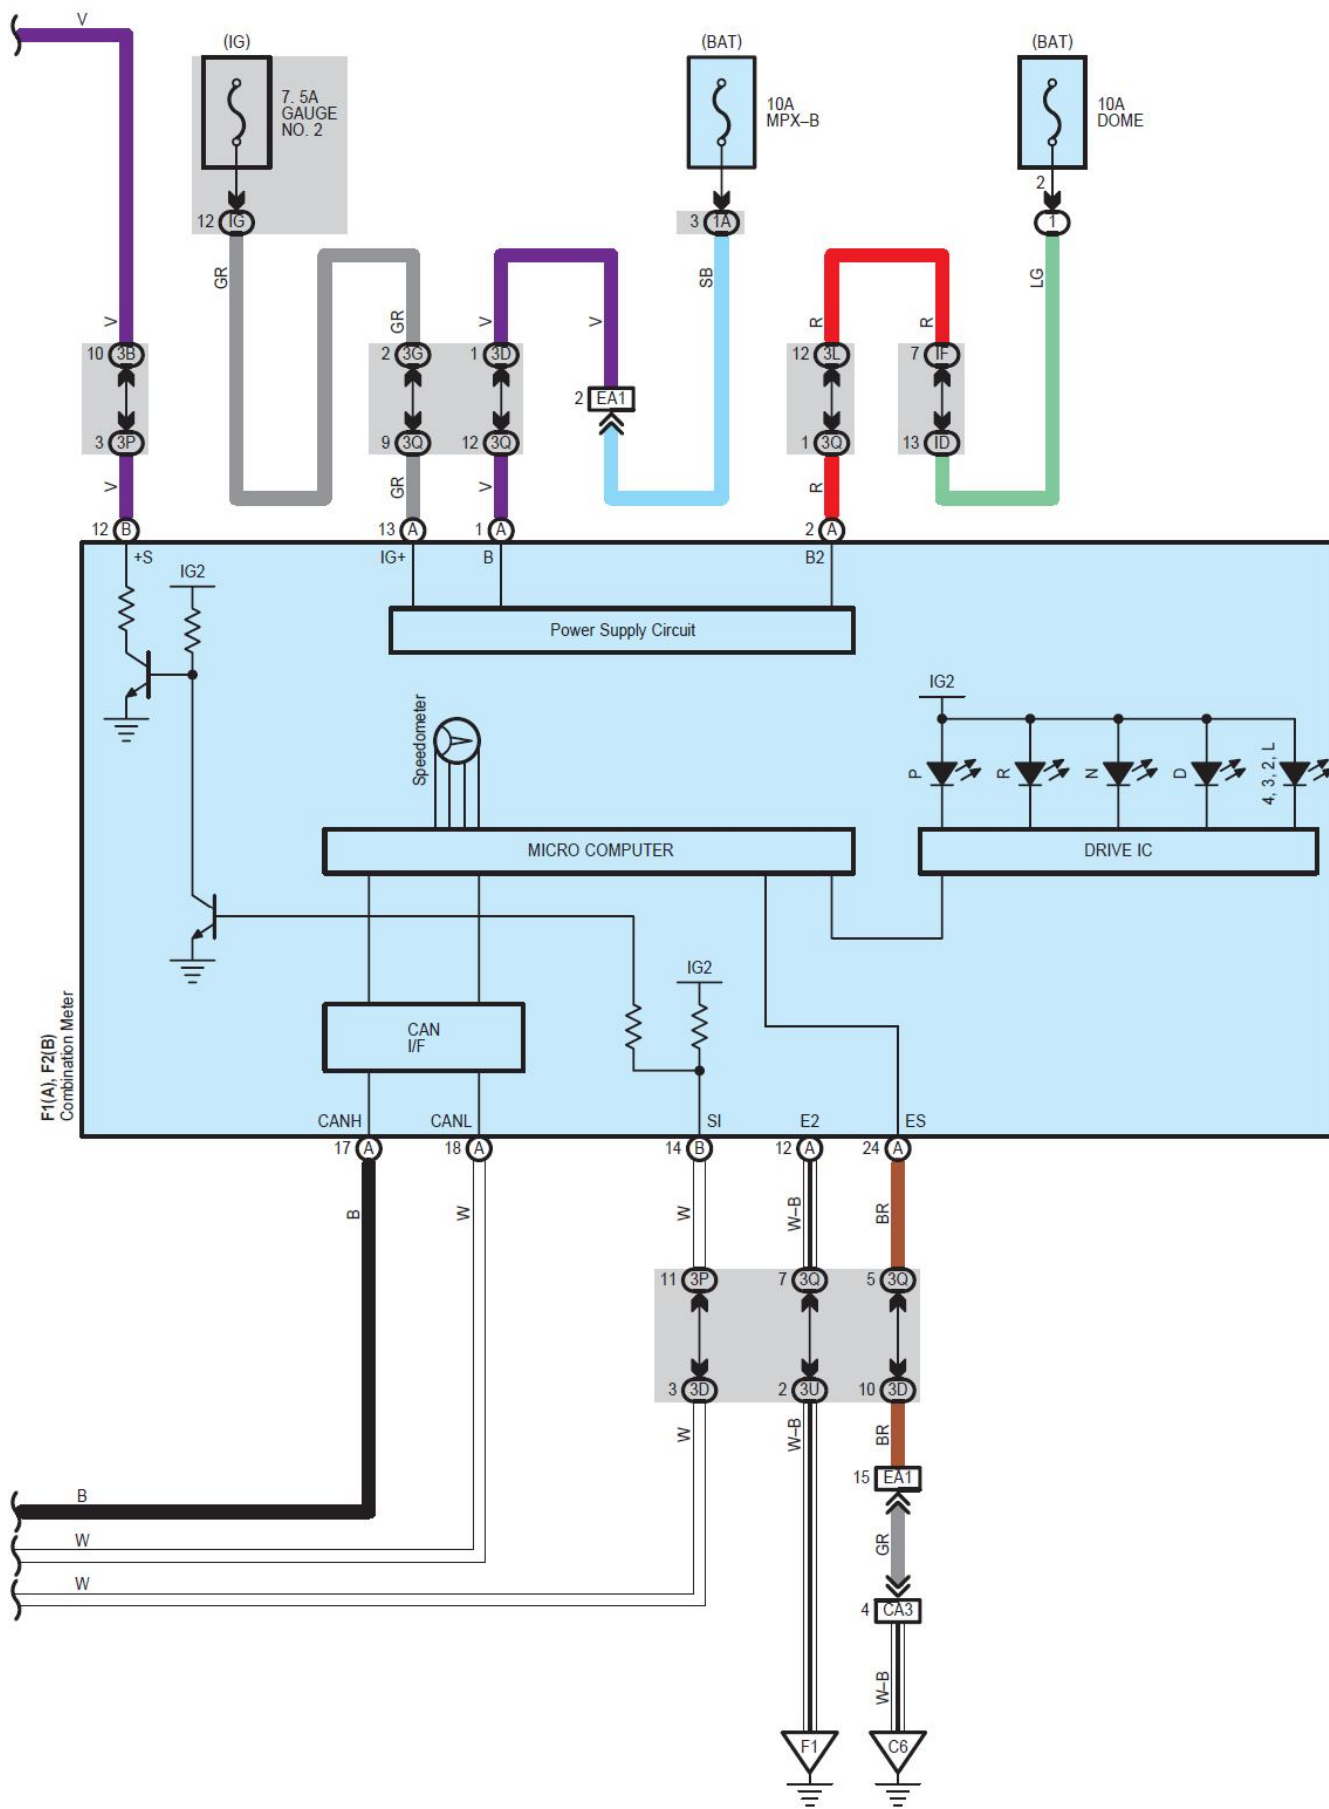 V
(IG)
(BAT)
(BAT)
7. 5A
GAUGE
NO. 2
10A
MPX–B
10A
DOME
12 IG
3 1A
2
1
GR
SB
LG
V
GR
V
V
R
R
10 3B
2 3G
1 3D
12 3L
7 IF
2 EA1
3 3P
9 3Q
12 3Q
1 3Q
13 ID
V
GR
V
R
12 B
13 A
1 A
2 A
+S
IG+
B
B2
IG2
Power Supply Circuit
IG2
Speedometer
P
R
N
D
4, 3, 2, L
MICRO COMPUTER
DRIVE IC
IG2
CAN
I/F
F1(A), F2(B)
Combination Meter
CANH
CANL
SI
E2
ES
17 A
18 A
14 B
12 A
24 A
B
W
W
W–B
BR
11 3P
7 3Q
5 3Q
3 3D
2 3U
10 3D
W
W–B
BR
15 EA1
B
W
GR
W
4 CA3
W–B
F1
C6